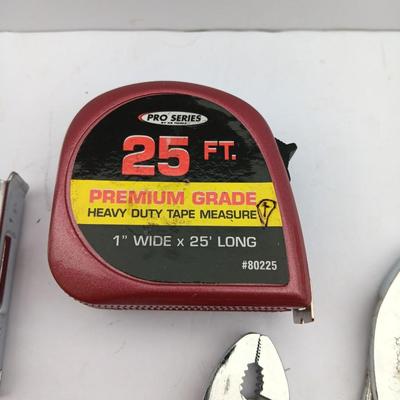 PRO SERIES
25 FT.
PREMIUM GRADE
HEAVY DUTY TAPE MEASURE
1" WIDE x 25' LONG
#80225